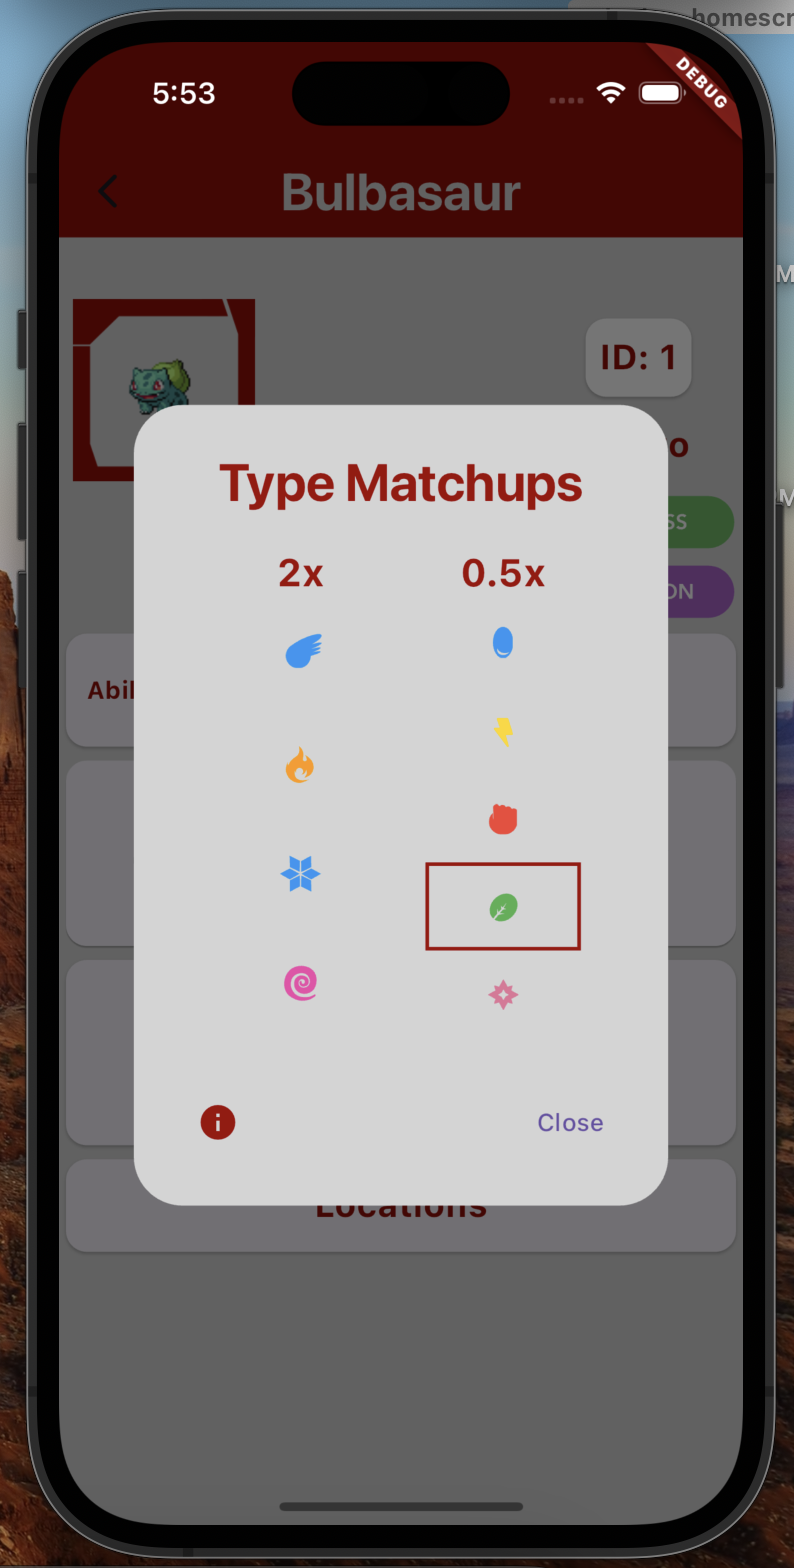 homescr
5:53
DEBUG
Bulbasaur
M
ID: 1
o
M
SS
ON
Type Matchups
2x 0.5x
Abil
i Close
Locations